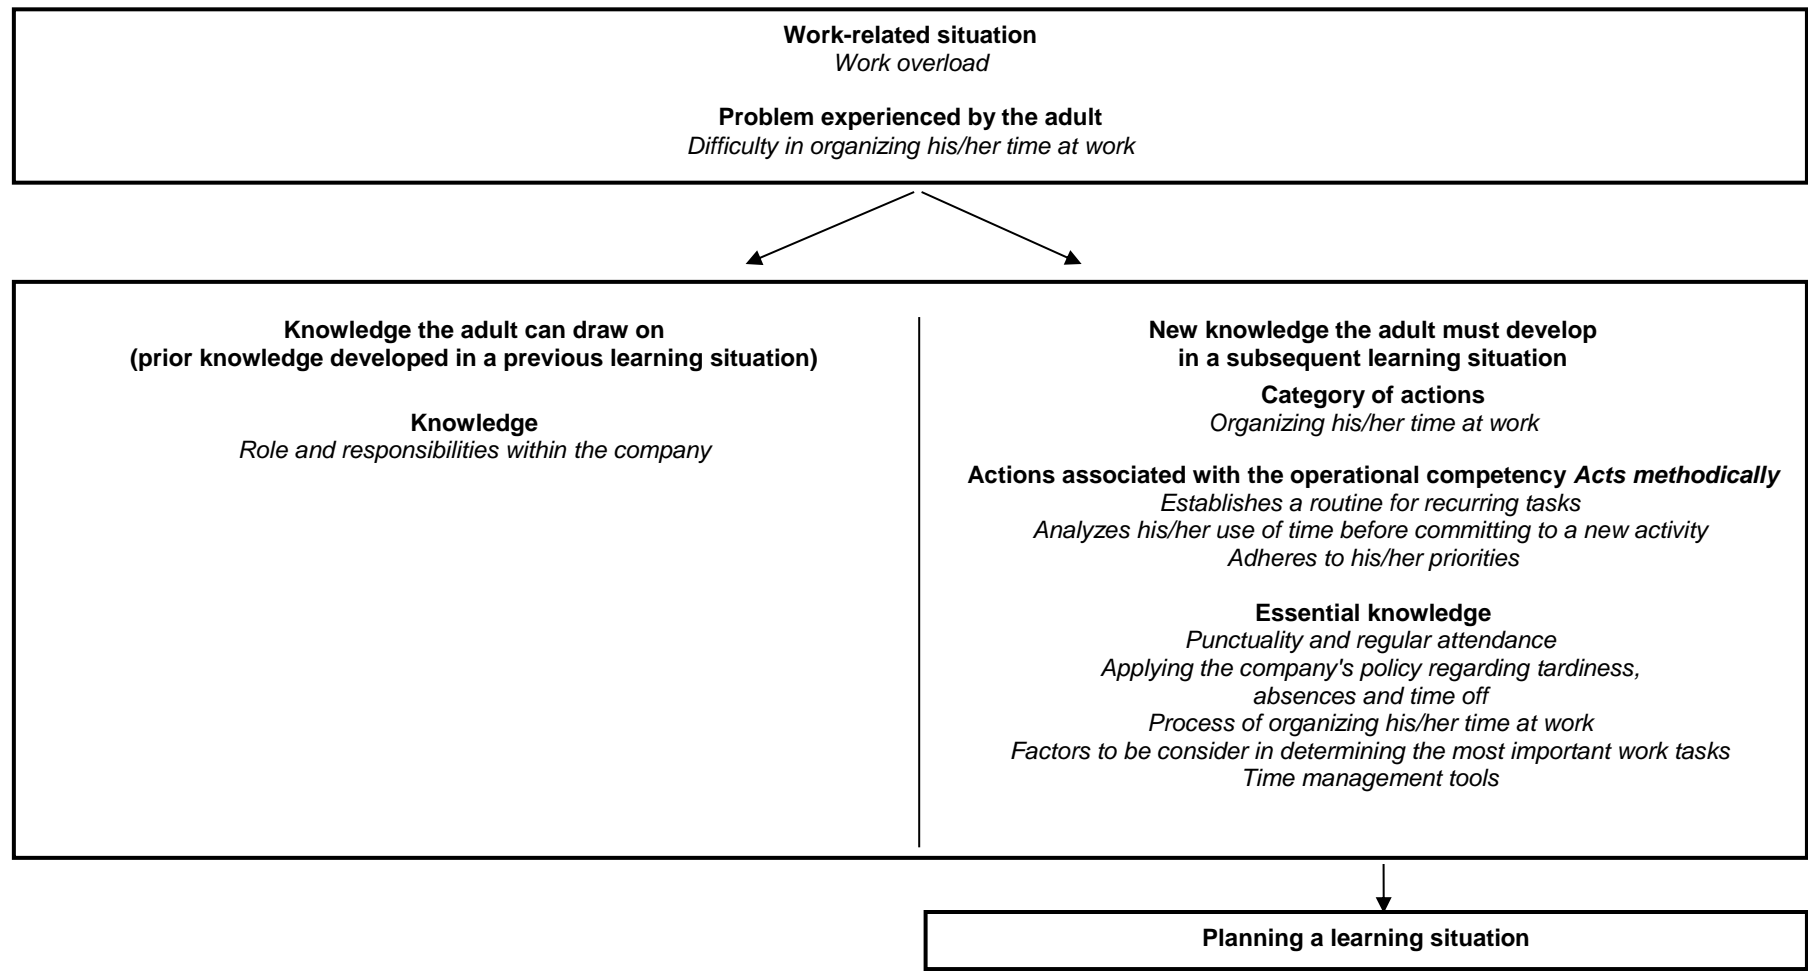 Work-related situation
Work overload
Problem experienced by the adult
Difficulty in organizing his/her time at work
Knowledge the adult can draw on
(prior knowledge developed in a previous learning situation)
Knowledge
Role and responsibilities within the company
New knowledge the adult must develop
in a subsequent learning situation
Category of actions
Organizing his/her time at work
Actions associated with the operational competency Acts methodically
Establishes a routine for recurring tasks
Analyzes his/her use of time before committing to a new activity
Adheres to his/her priorities
Essential knowledge
Punctuality and regular attendance
Applying the company's policy regarding tardiness,
absences and time off
Process of organizing his/her time at work
Factors to be consider in determining the most important work tasks
Time management tools
Planning a learning situation